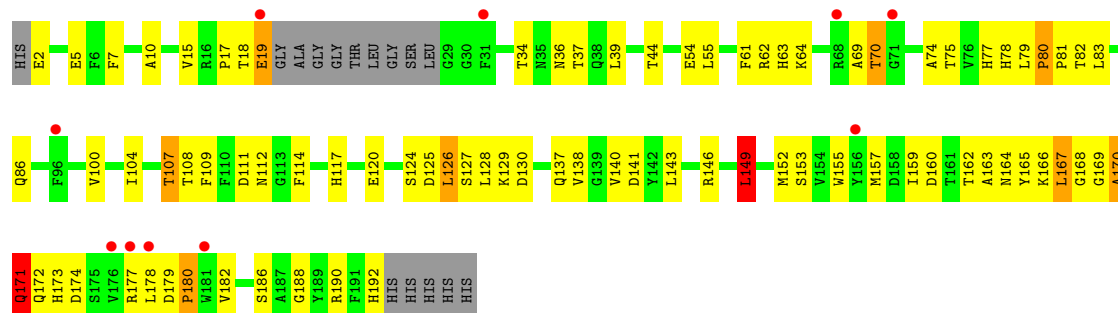 HIS E2 E5 F6 F7 A10 V15 R16 P17 T18 E19 GLY ALA GLY GLY THR LEU GLY SER LEU G29 G30 F31 T34 N35 N36 T37 Q38 L39 T44 E54 L55 F61 R62 H63 K64 R68 A69 T70 G71 A74 T75 V76 H77 H78 L79 P80 P81 T82 L83
Q86 F96 V100 I104 T107 T108 F109 F110 D111 N112 G113 F114 H117 E120 S124 D125 L126 S127 L128 K129 D130 Q137 V138 G139 V140 D141 Y142 L143 R146 L149 M152 S153 V154 W155 Y156 M157 D158 I159 D160 T161 T162 A163 N164 Y165 K166 L167 G168 G169 A170
Q171 Q172 H173 D174 S175 V176 R177 L178 D179 P180 W181 V182 S186 A187 G188 Y189 R190 F191 H192 HIS HIS HIS HIS HIS